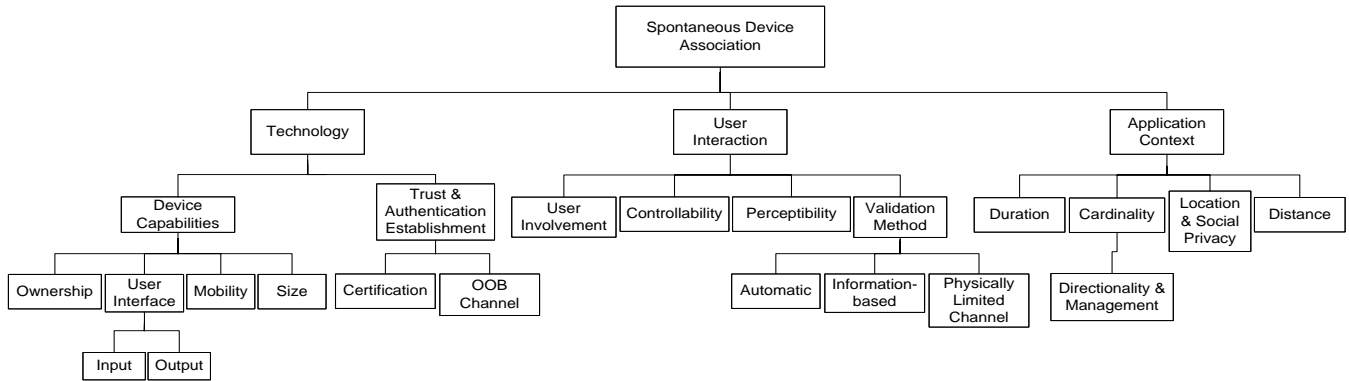 Spontaneous Device
Association
Technology
User
Interaction
Application
Context
Device
Capabilities
Trust &
Authentication
Establishment
User
Involvement
Controllability
Perceptibility
Validation
Method
Duration
Cardinality
Location
& Social
Privacy
Distance
Ownership
User
Interface
Mobility
Size
Certification
OOB
Channel
Automatic
Information-
based
Physically
Limited
Channel
Directionality &
Management
Input
Output